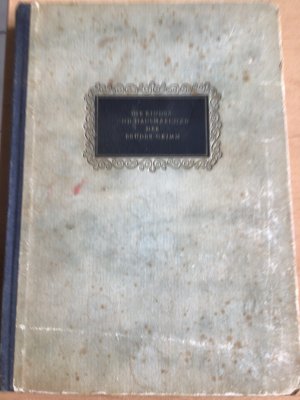 DIE KINDER
UND HAUSMÄRCHEN
DER
BRÜDER GRIMM